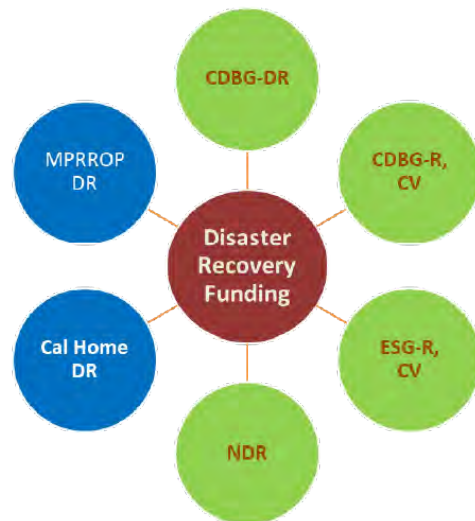 CDBG-DR
MPRROP
DR
CDBG-R,
CV
Disaster
Recovery
Funding
Cal Home
DR
ESG-R,
CV
NDR